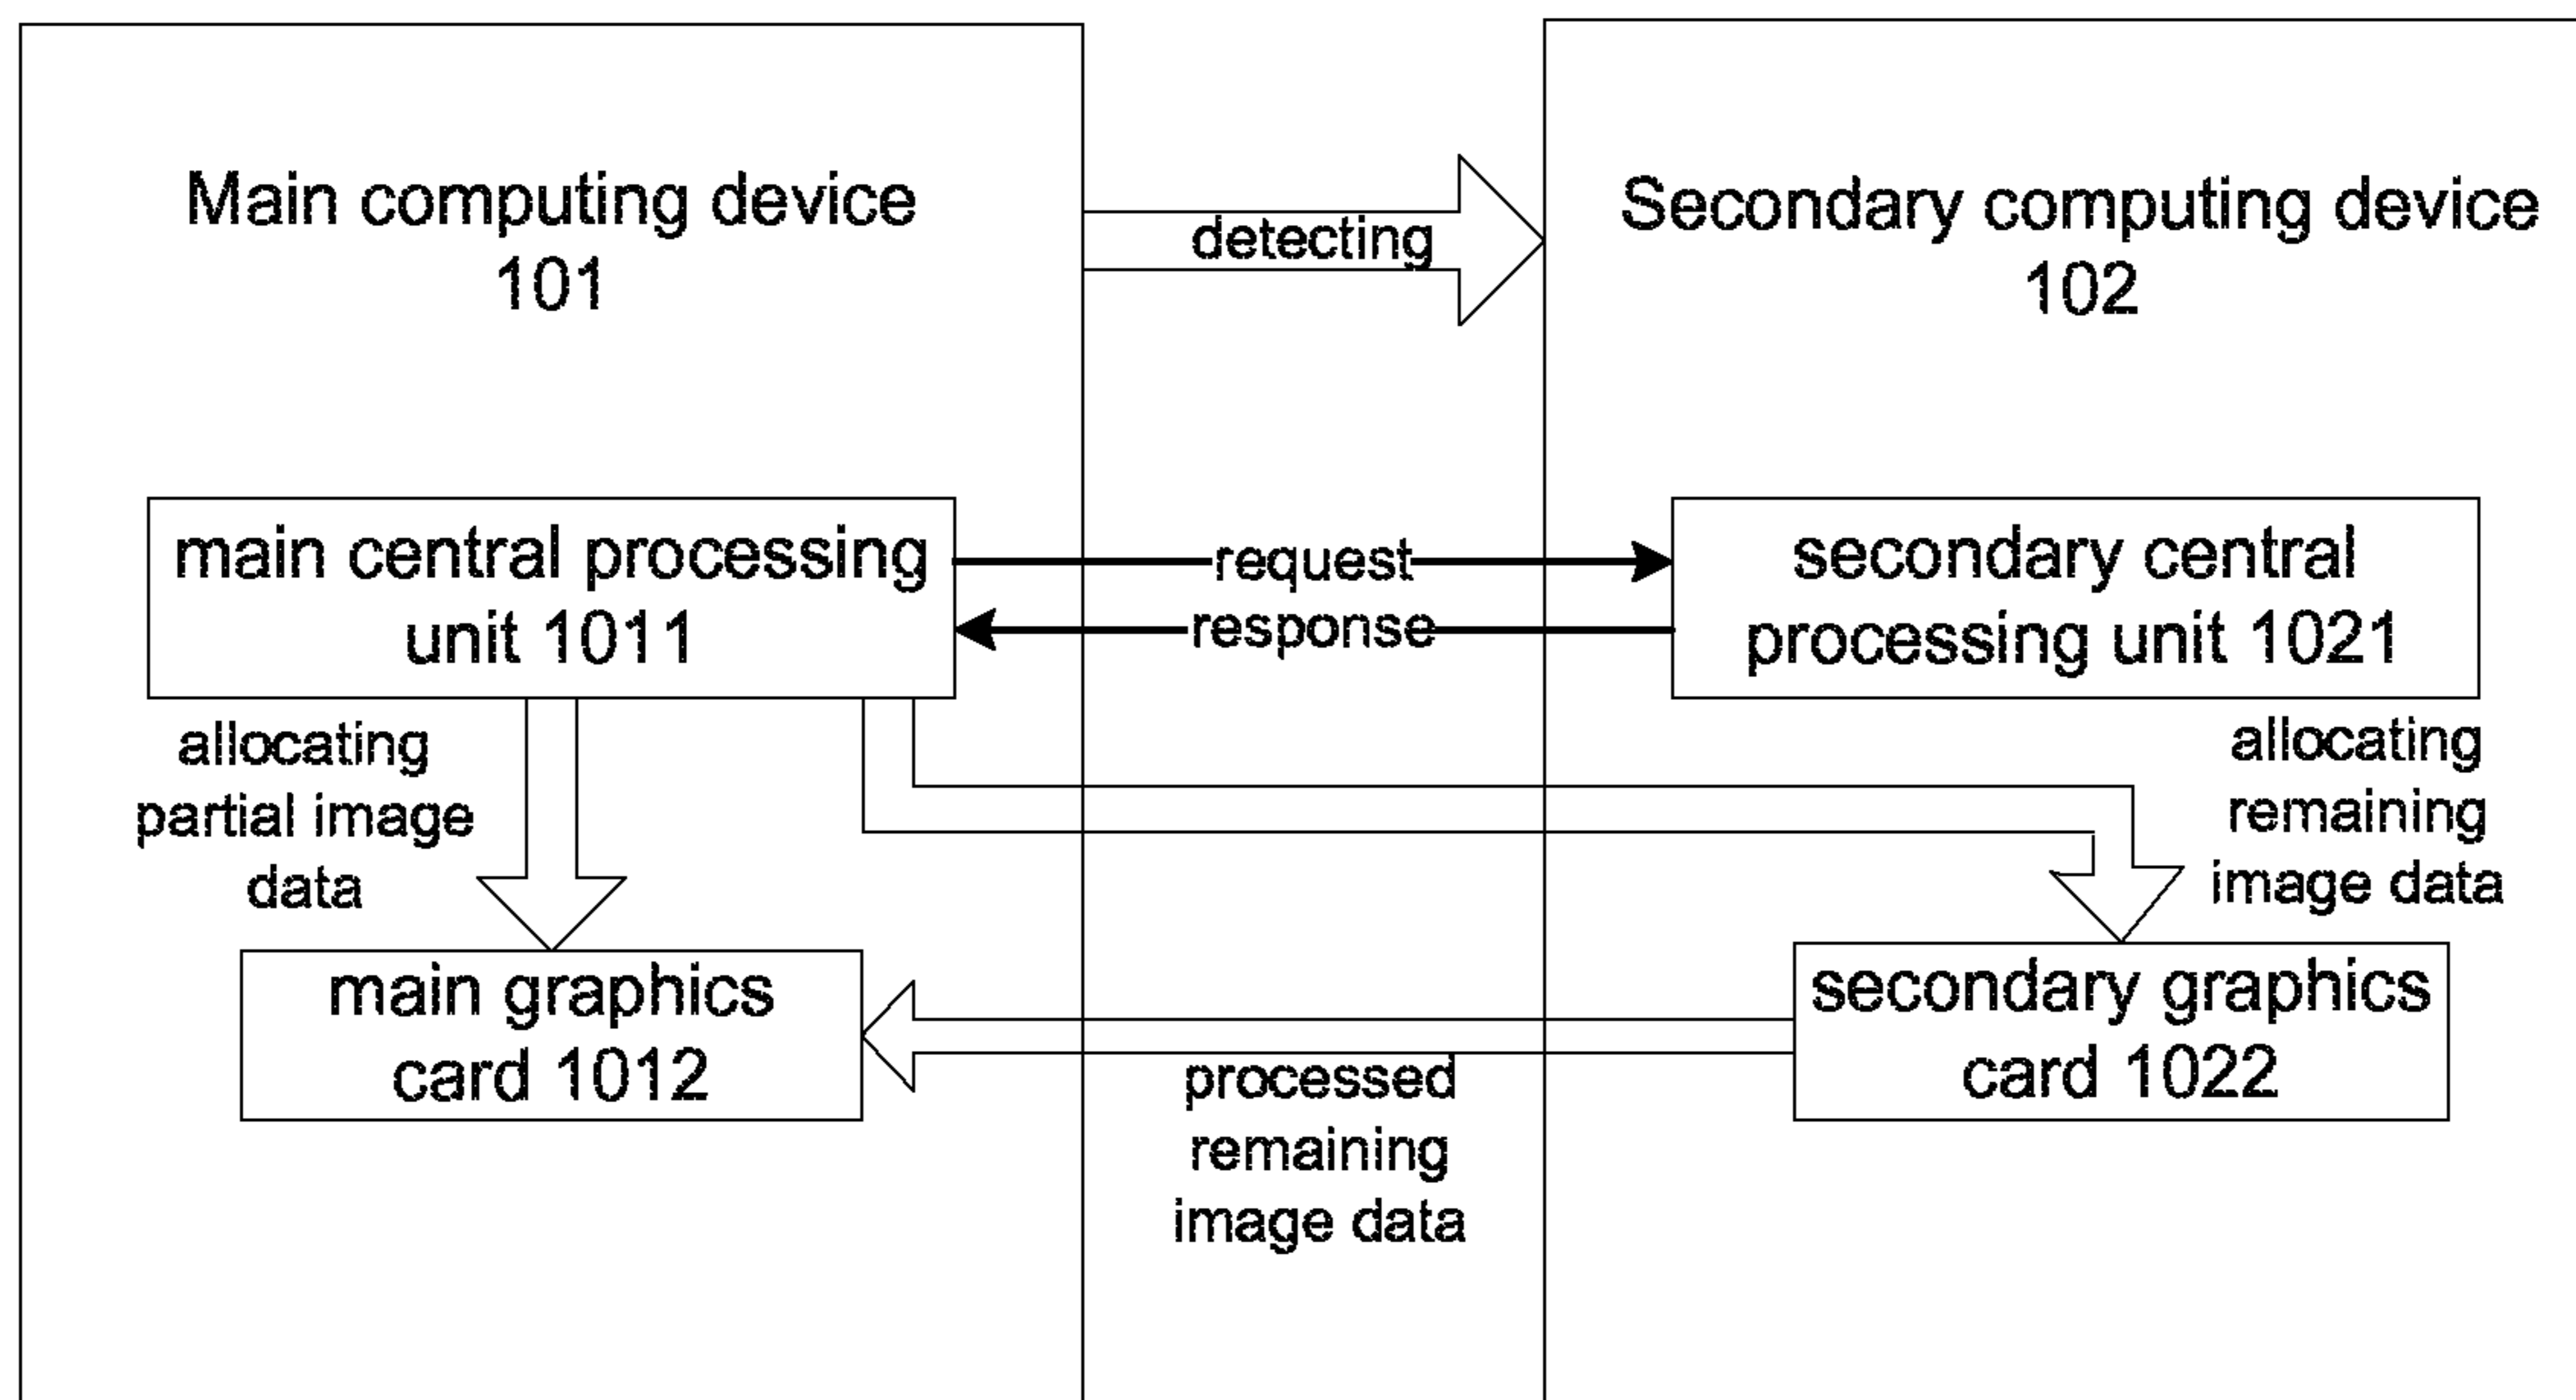 Main computing device
101
detecting
Secondary computing device
102
main central processing
unit 1011
request
response
secondary central
processing unit 1021
allocating
partial image
data
allocating
remaining
image data
main graphics
card 1012
processed
remaining
image data
secondary graphics
card 1022